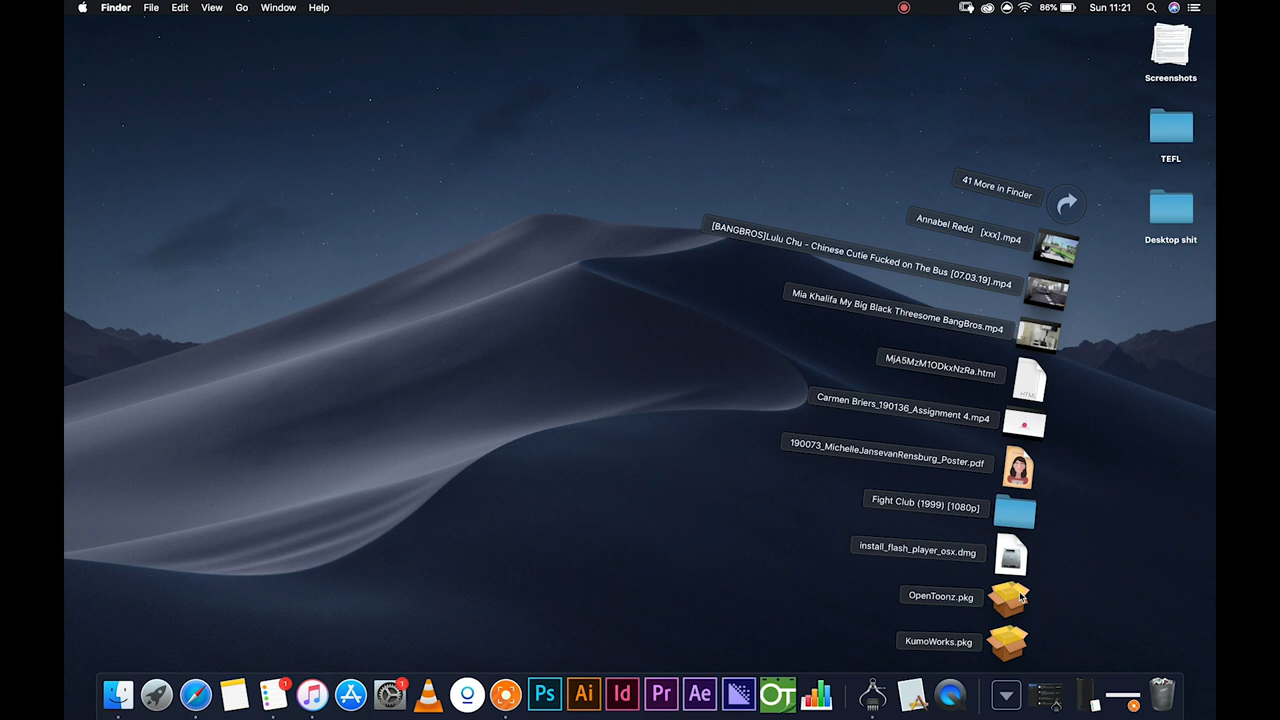 Finder File Edit View Go Window Help
86% Sun 11:21
Screenshots
TEFL
Desktop shit
41 More in Finder
Annabel Redd [xxx].mp4
[BANGBROS]Lulu Chu - Chinese Cutie Fucked on The Bus [07.03.19].mp4
Mia Khalifa My Big Black Threesome BangBros.mp4
MjA5MzM1ODkxNzRa.html
HTML
Carmen Briers_190136_Assignment 4.mp4
190073_MichelleJansevanRensburg_Poster.pdf
Fight Club (1999) [1080p]
install_flash_player_osx.dmg
OpenToonz.pkg
KumoWorks.pkg
1 1 Ps Ai Id Pr Ae OT